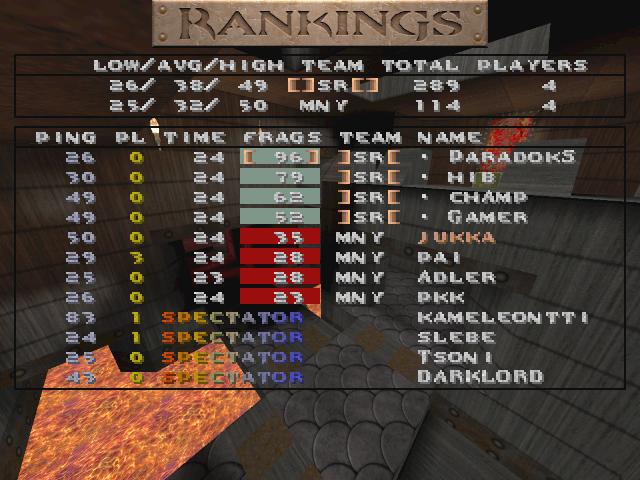 RANKINGS
LOW/AVG/HIGH TEAM TOTAL PLAYERS
26/ 38/ 49 []SR[] 289 4
25/ 32/ 50 MNY 114 4
PING PL TIME FRAGS TEAM NAME
26 0 24 [ 96] ]SR[ · PARADOKS
30 0 24 79 ]SR[ · HIB
49 0 24 62 ]SR[ · CHAMP
49 0 24 52 ]SR[ · GAMER
50 0 24 35 MNY JUKKA
29 3 24 28 MNY PAI
25 0 23 28 MNY ADLER
26 0 24 23 MNY PKK
83 1 SPECTATOR KAMELEONTTI
24 1 SPECTATOR SLEBE
25 0 SPECTATOR TSONI
43 0 SPECTATOR DARKLORD